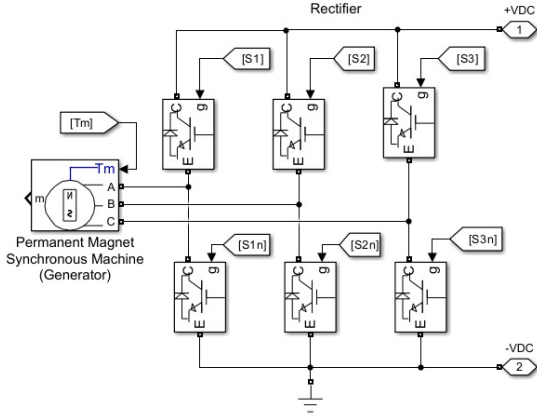 Rectifier
+VDC
1
[S1]
[S2]
[S3]
C
g
E
C
g
E
C
g
E
[Tm]
Tm
m
N
S
A
B
C
Permanent Magnet
Synchronous Machine
(Generator)
[S1n]
[S2n]
[S3n]
C
g
E
C
g
E
C
g
E
-VDC
2